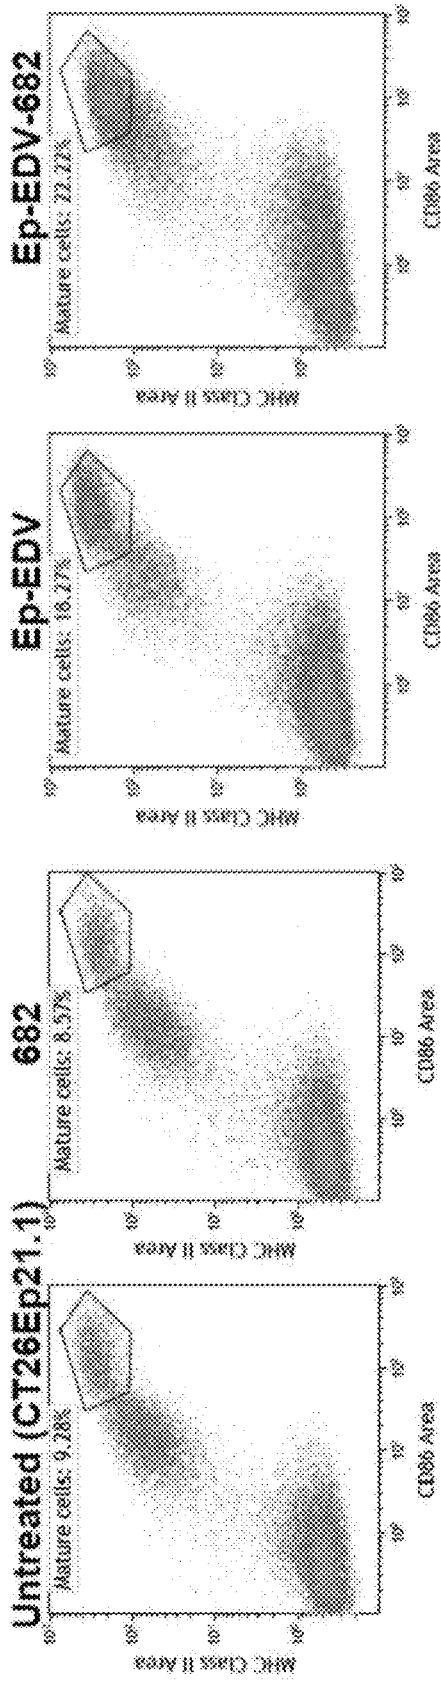 Untreated (CT26Ep21.1)
Mature cells: 9.28%
MHC Class II Area
CD86 Area
682
Mature cells: 8.57%
MHC Class II Area
CD86 Area
Ep-EDV
Mature cells: 18.27%
MHC Class II Area
CD86 Area
Ep-EDV-682
Mature cells: 22.22%
MHC Class II Area
CD86 Area